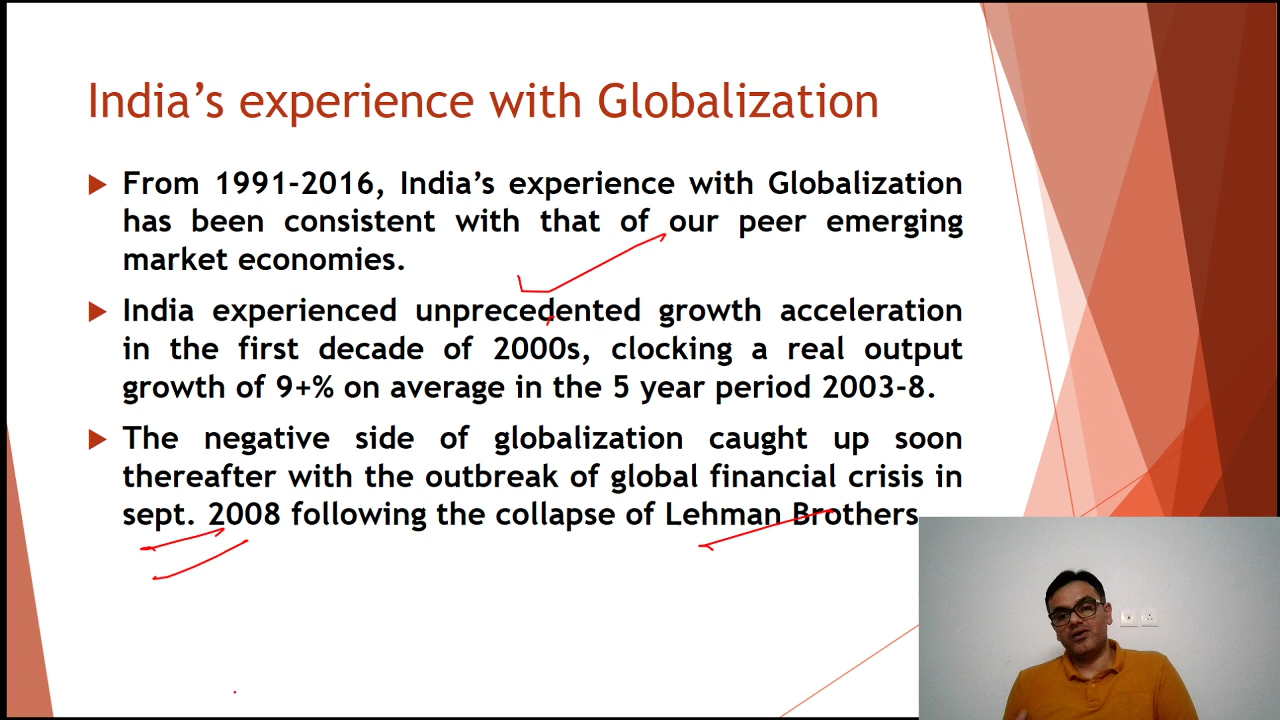 India’s experience with Globalization
From 1991-2016, India’s experience with Globalization
has been consistent with that of our peer emerging
market economies.
India experienced unprecedented growth acceleration
in the first decade of 2000s, clocking a real output
growth of 9+% on average in the 5 year period 2003-8.
The negative side of globalization caught up soon
thereafter with the outbreak of global financial crisis in
sept. 2008 following the collapse of Lehman Brothers